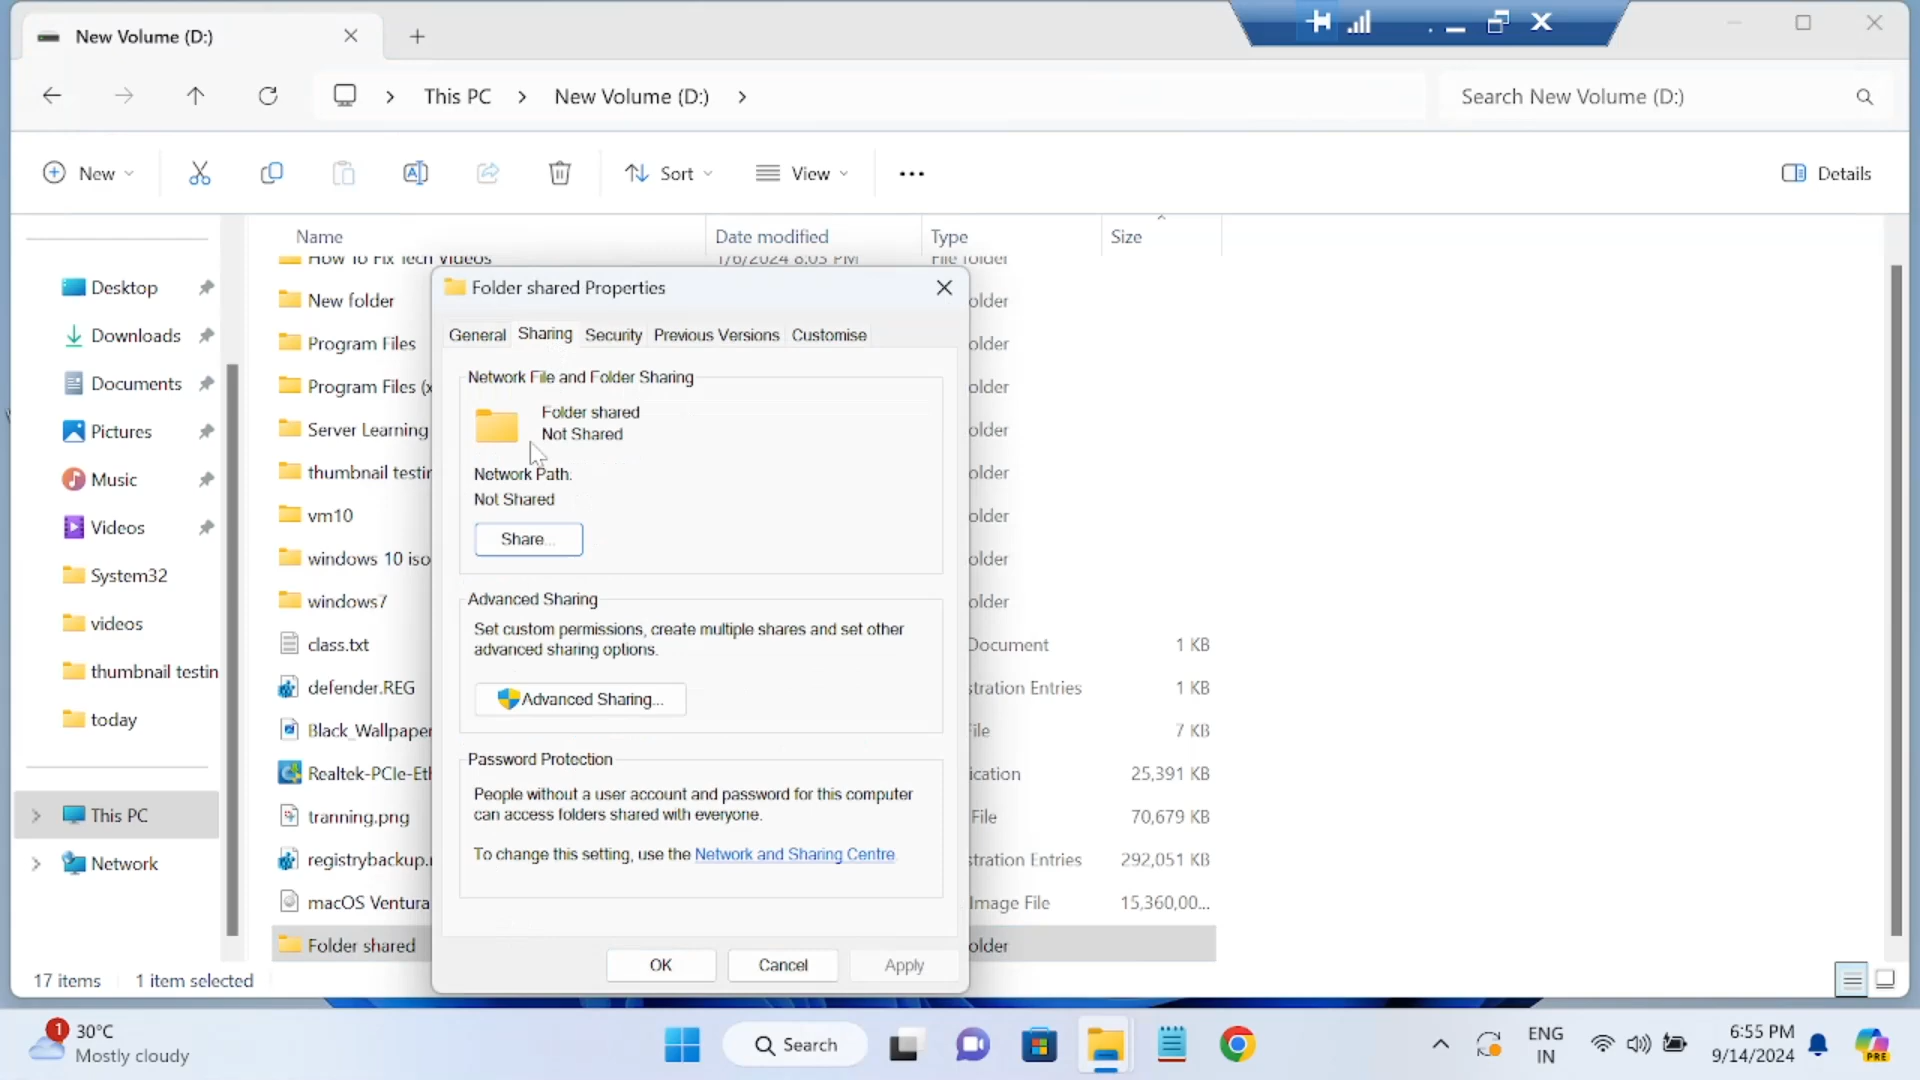 New Volume (D:)
This PC > New Volume (D:) >
Search New Volume (D:)
New
Sort
View
Details
Name
Date modified
Type
Size
Desktop
Downloads
Documents
Pictures
Music
Videos
System32
videos
thumbnail testin
today
This PC
Network
How To Fix Tech Videos
1/6/2024 8:03 PM
File folder
New folder
older
Program Files
older
Program Files (x
older
Server Learning
older
thumbnail testin
older
vm10
older
windows 10 iso
older
windows7
older
class.txt
Document
1 KB
defender.REG
stration Entries
1 KB
Black_Wallpaper
File
7 KB
Realtek-PCIe-Eth
ication
25,391 KB
tranning.png
File
70,679 KB
registrybackup.r
stration Entries
292,051 KB
macOS Ventura
Image File
15,360,00...
Folder shared
older
Folder shared Properties
General
Sharing
Security
Previous Versions
Customise
Network File and Folder Sharing
Folder shared
Not Shared
Network Path:
Not Shared
Share...
Advanced Sharing
Set custom permissions, create multiple shares and set other
advanced sharing options.
Advanced Sharing...
Password Protection
People without a user account and password for this computer
can access folders shared with everyone.
To change this setting, use the Network and Sharing Centre.
OK
Cancel
Apply
17 items
1 item selected
1
30°C
Mostly cloudy
Search
ENG
IN
6:55 PM
9/14/2024
PRE